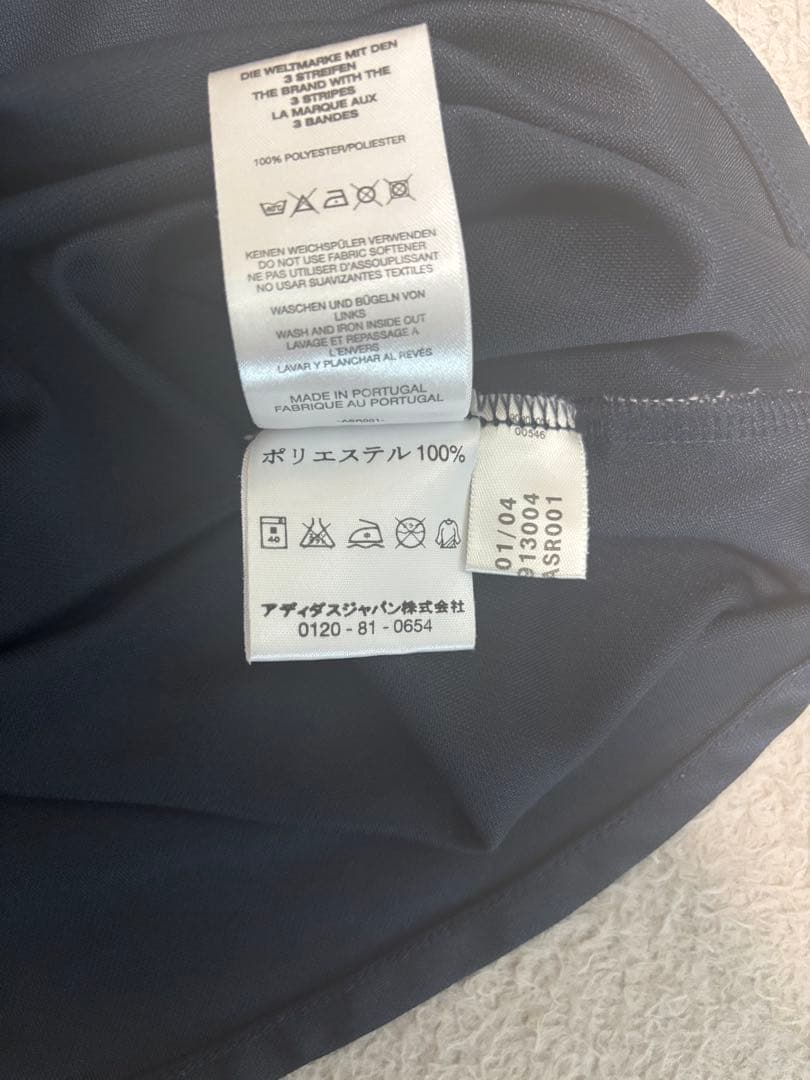 DIE WELTMARKE MIT DEN
3 STREIFEN
THE BRAND WITH THE
3 STRIPES
LA MARQUE AUX
3 BANDES
100% POLYESTER/POLIESTER
KEINEN WEICHSPÜLER VERWENDEN
DO NOT USE FABRIC SOFTENER
NE PAS UTILISER D'ASSOUPLISSANT
NO USAR SUAVIZANTES TEXTILES
WASCHEN UND BÜGELN VON
LINKS
WASH AND IRON INSIDE OUT
LAVAGE ET REPASSAGE A
L'ENVERS
LAVAR Y PLANCHAR AL REVÉS
MADE IN PORTUGAL
FABRIQUE AU PORTUGAL
-ASR001-
ポリエステル 100%
40
アディダスジャパン株式会社
0120-81-0654
00546
01/04
913004
ASR001